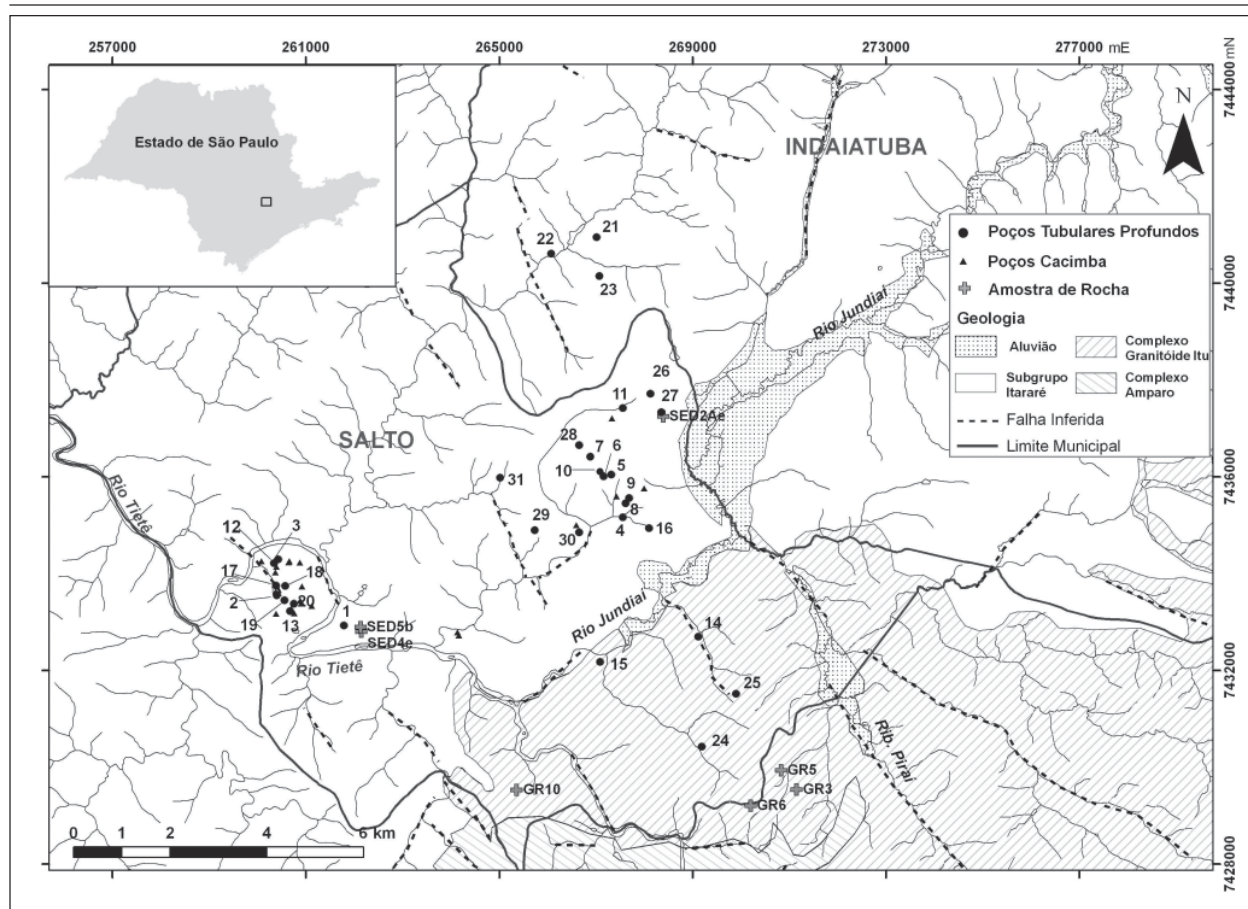 257000 261000 265000 269000 273000 277000 mE
mN
7444000
7440000
7436000
7432000
7428000
Estado de São Paulo
N
INDAIATUBA
SALTO
Poços Tubulares Profundos
Poços Cacimba
Amostra de Rocha
Geologia
Aluvião
Complexo
Granitóide Itu
Subgrupo
Itararé
Complexo
Amparo
Falha Inferida
Limite Municipal
21
22
23
Rio Jundiaí
26
27
SED2Ae
11
28
7
6
10
5
9
8
4
16
31
29
30
Rio Tietê
12
3
17
18
2
20
19
13
1
SED5b
SED4e
Rio Tietê
Rio Jundiaí
14
15
25
24
Rib. Piraí
GR5
GR3
GR6
GR10
0 1 2 4 6 km